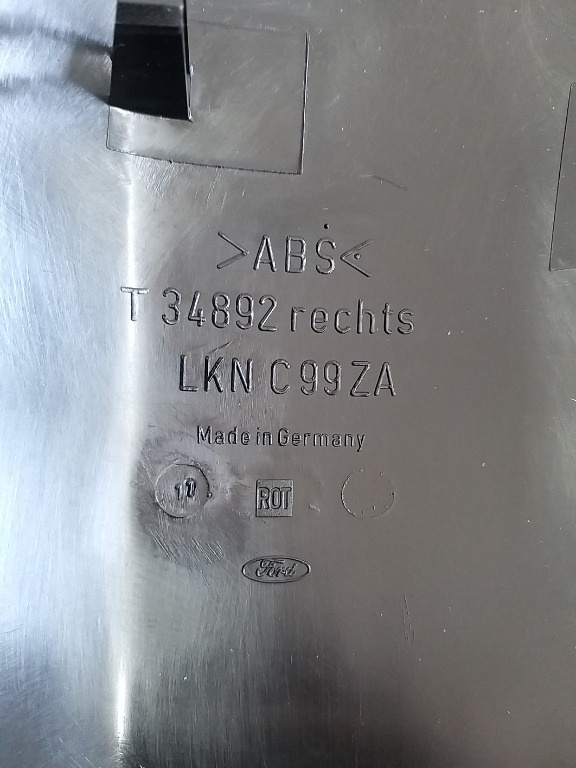 >ABS<
T 34892 rechts
LKN C99ZA
Made in Germany
ROT
Ford